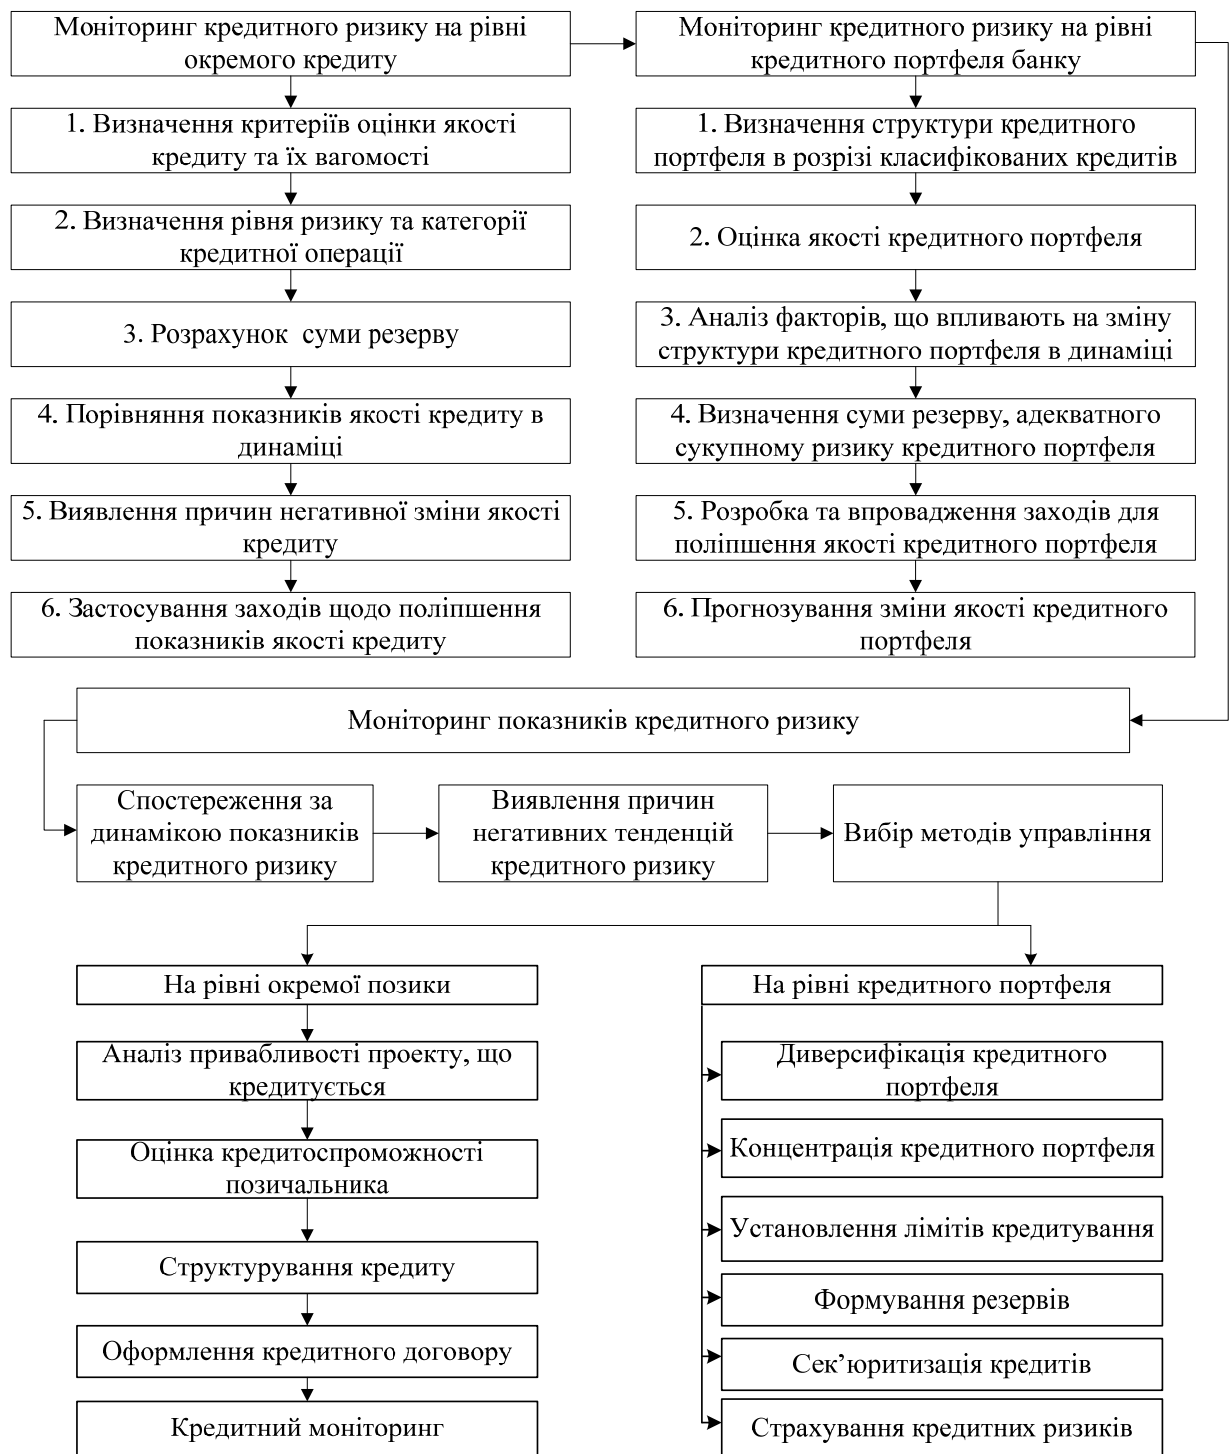 Моніторинг кредитного ризику на рівні
окремого кредиту
Моніторинг кредитного ризику на рівні
кредитного портфеля банку
1. Визначення критеріїв оцінки якості
кредиту та їх вагомості
2. Визначення рівня ризику та категорії
кредитної операції
3. Розрахунок суми резерву
4. Порівняння показників якості кредиту в
динаміці
5. Виявлення причин негативної зміни якості
кредиту
6. Застосування заходів щодо поліпшення
показників якості кредиту
1. Визначення структури кредитного
портфеля в розрізі класифікованих кредитів
2. Оцінка якості кредитного портфеля
3. Аналіз факторів, що впливають на зміну
структури кредитного портфеля в динаміці
4. Визначення суми резерву, адекватного
сукупному ризику кредитного портфеля
5. Розробка та впровадження заходів для
поліпшення якості кредитного портфеля
6. Прогнозування зміни якості кредитного
портфеля
Моніторинг показників кредитного ризику
Спостереження за
динамікою показників
кредитного ризику
Виявлення причин
негативних тенденцій
кредитного ризику
Вибір методів управління
На рівні окремої позики
Аналіз привабливості проекту, що
кредитується
Оцінка кредитоспроможності
позичальника
Структурування кредиту
Оформлення кредитного договору
Кредитний моніторинг
На рівні кредитного портфеля
Диверсифікація кредитного
портфеля
Концентрація кредитного портфеля
Установлення лімітів кредитування
Формування резервів
Сек’юритизація кредитів
Страхування кредитних ризиків